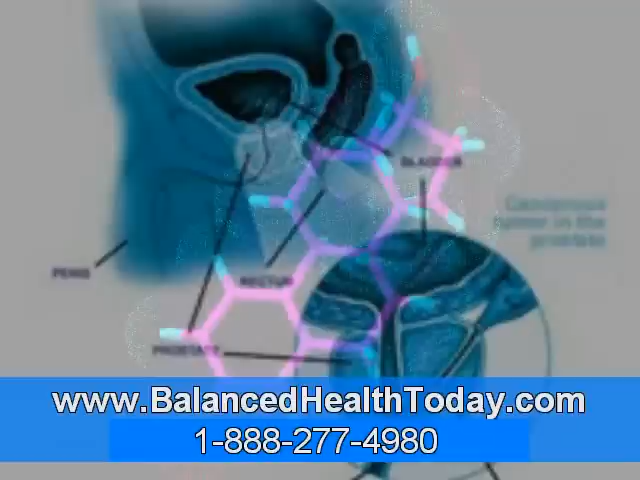 BLADDER
Cancerous
tumor in the
prostate
PENIS
RECTUM
PROSTATE
www.BalancedHealthToday.com
1-888-277-4980